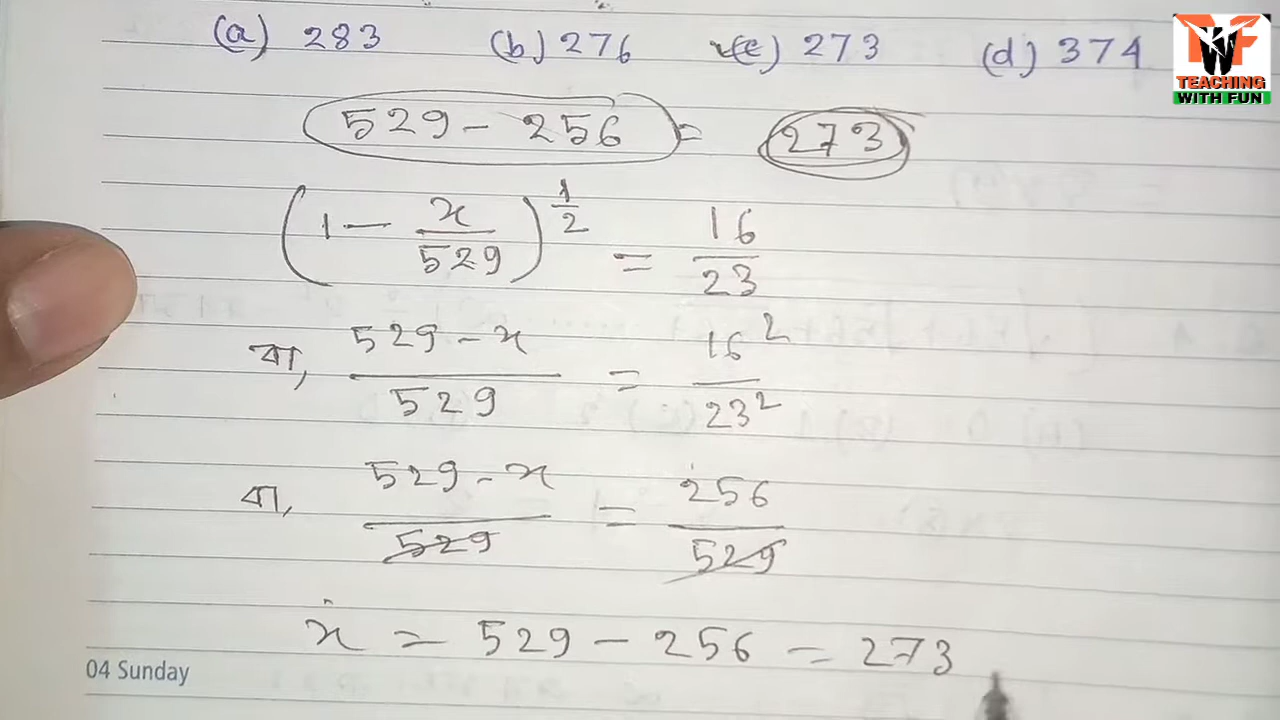 (a) 283 (b) 276 (c) 273 (d) 374
TWF
TEACHING
WITH FUN
529 - 256 = 273
(1 - x/529)^1/2 = 16/23
বা, 529 - x / 529 = 16² / 23²
বা, 529 - x / 529 = 256 / 529
x = 529 - 256 = 273
04 Sunday